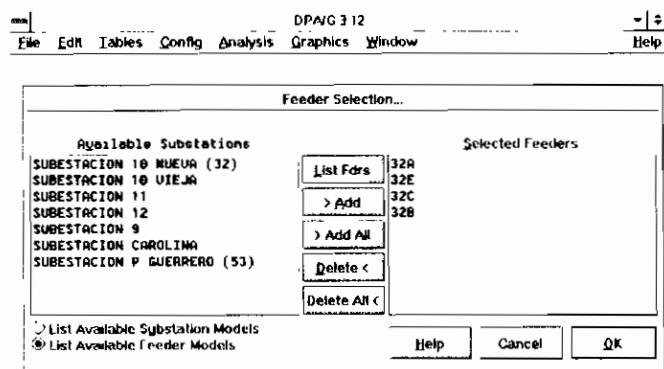 DPA/G 3 12
File Edit Tables Config Analysis Graphics Window Help
Feeder Selection...
Available Substations
SUBESTACION 10 NUEVA (32)
SUBESTACION 10 VIEJA
SUBESTACION 11
SUBESTACION 12
SUBESTACION 9
SUBESTACION CAROLINA
SUBESTACION P GUERRERO (53)
List Fdrs
> Add
> Add All
Delete <
Delete All <
Selected Feeders
32A
32E
32C
32B
List Available Substation Models
List Available Feeder Models
Help
Cancel
OK